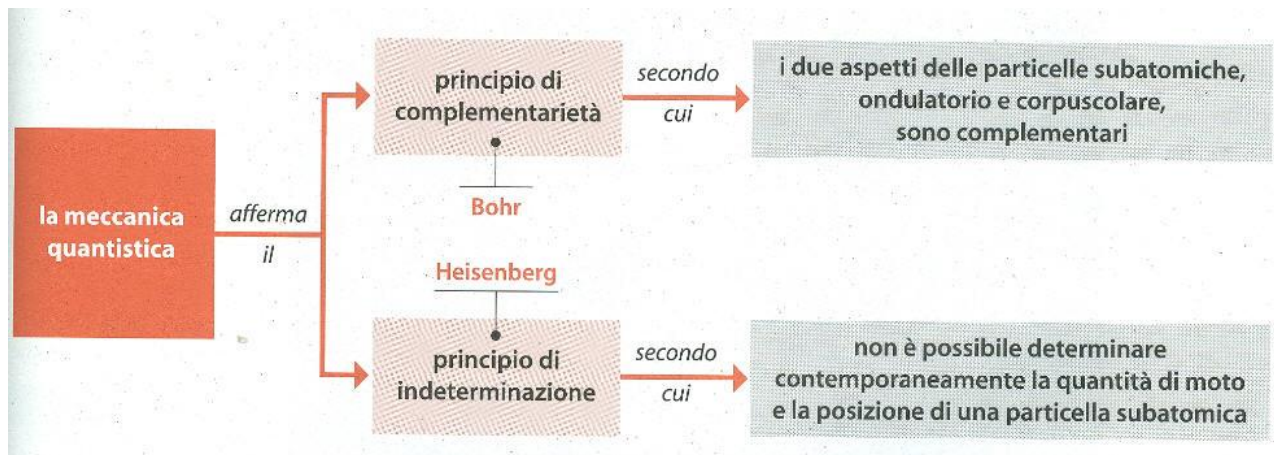 la meccanica
quantistica
afferma
il
principio di
complementarietà
Bohr
secondo
cui
i due aspetti delle particelle subatomiche,
ondulatorio e corpuscolare,
sono complementari
Heisenberg
principio di
indeterminazione
secondo
cui
non è possibile determinare
contemporaneamente la quantità di moto
e la posizione di una particella subatomica